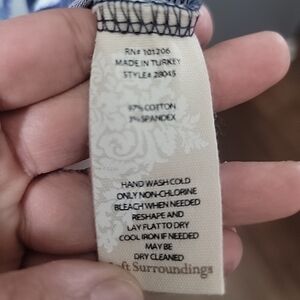 RN# 101206
MADE IN TURKEY
STYLE# 28045
97% COTTON
3% SPANDEX
HAND WASH COLD
ONLY NON-CHLORINE
BLEACH WHEN NEEDED
RESHAPE AND
LAY FLAT TO DRY
COOL IRON IF NEEDED
MAY BE
DRY CLEANED
ft Surroundings